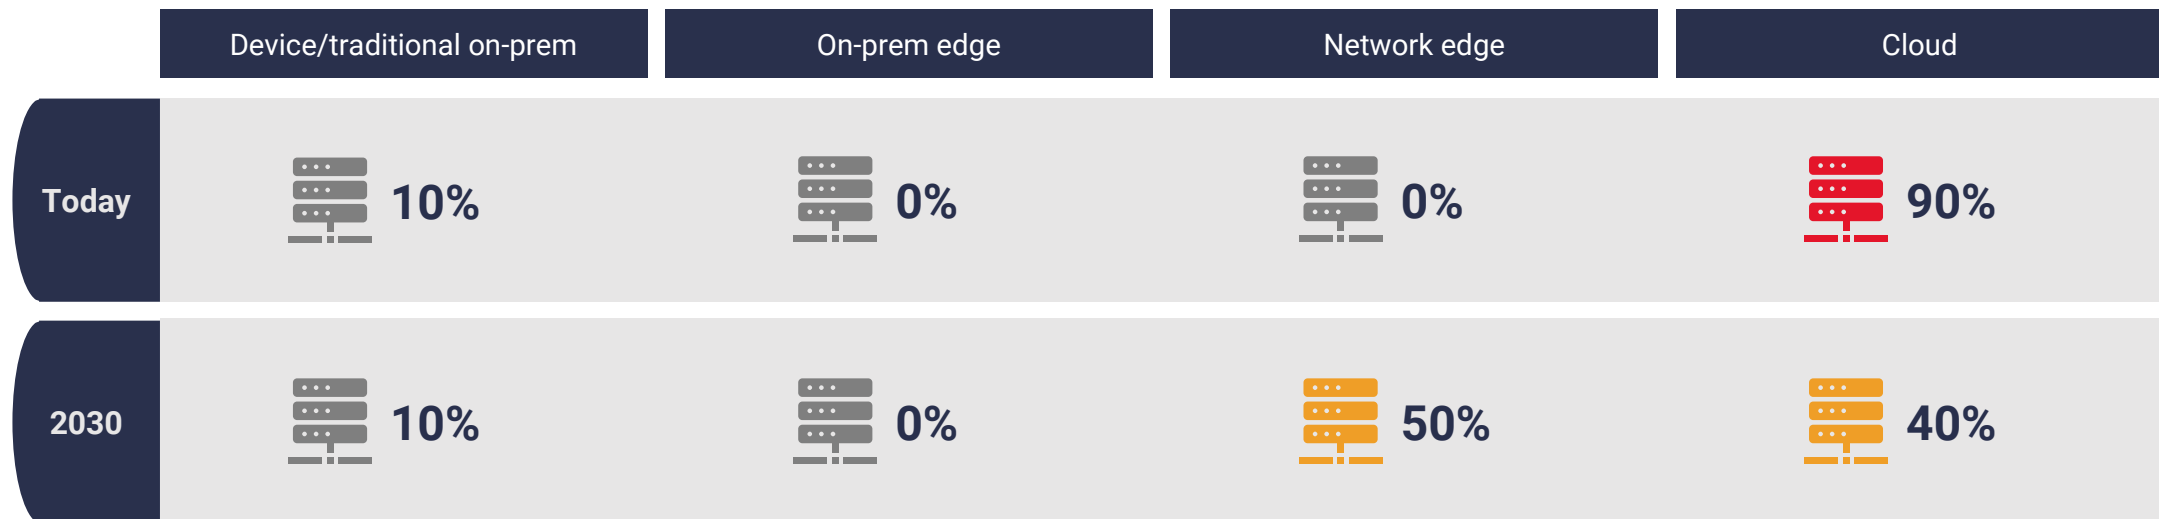 Device/traditional on-prem
On-prem edge
Network edge
Cloud
Today
10%
0%
0%
90%
2030
10%
0%
50%
40%